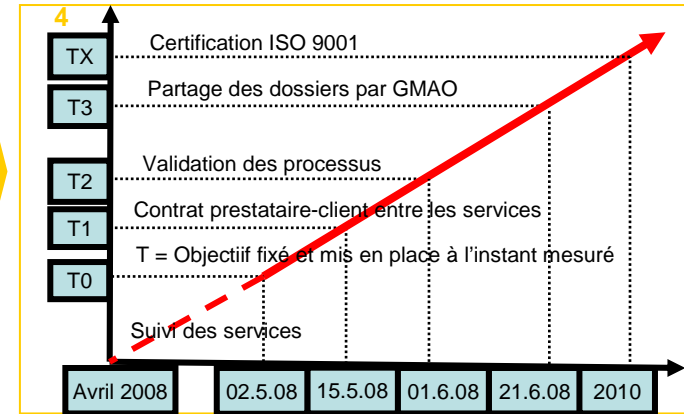 4
TX
Certification ISO 9001
T3
Partage des dossiers par GMAO
T2
Validation des processus
T1
Contrat prestataire-client entre les services
T0
T = Objectiif fixé et mis en place à l’instant mesuré
Suivi des services
Avril 2008
02.5.08
15.5.08
01.6.08
21.6.08
2010